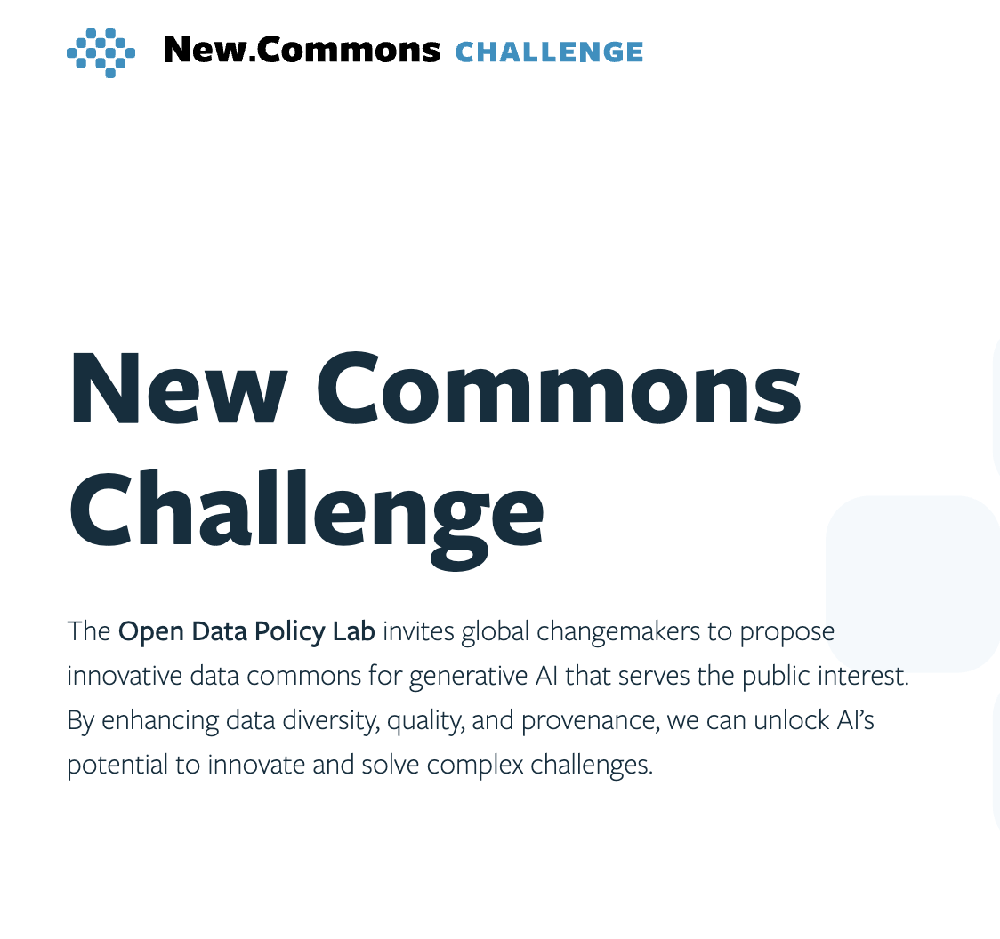 New.Commons CHALLENGE
New Commons
Challenge
The Open Data Policy Lab invites global changemakers to propose
innovative data commons for generative AI that serves the public interest.
By enhancing data diversity, quality, and provenance, we can unlock AI’s
potential to innovate and solve complex challenges.